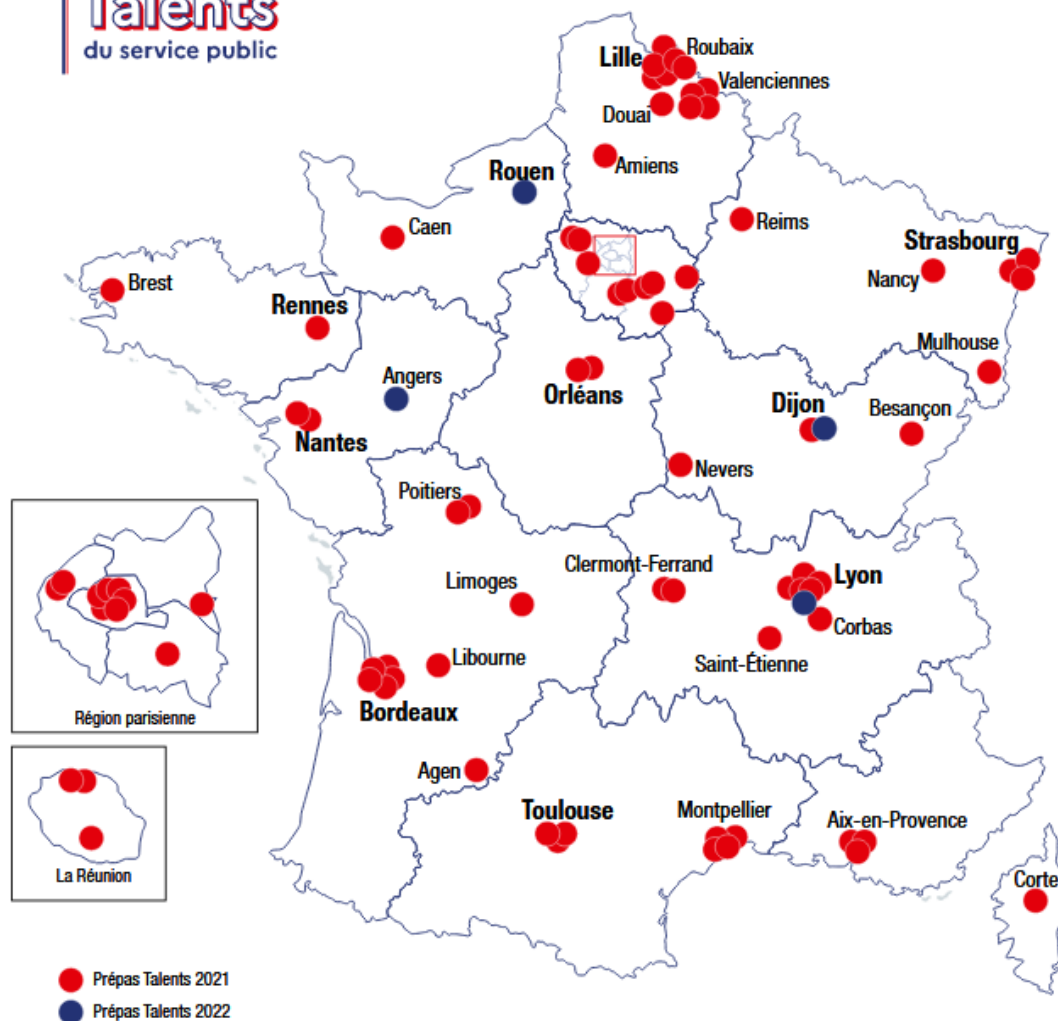 Talents
du service public
Roubaix
Lille
Valenciennes
Douai
Amiens
Rouen
Caen
Reims
Strasbourg
Nancy
Brest
Rennes
Mulhouse
Angers
Orléans
Dijon
Besançon
Nantes
Nevers
Poitiers
Clermont-Ferrand
Lyon
Limoges
Corbas
Libourne
Saint-Étienne
Bordeaux
Région parisienne
Agen
Toulouse
Montpellier
Aix-en-Provence
La Réunion
Corte
Prépas Talents 2021
Prépas Talents 2022